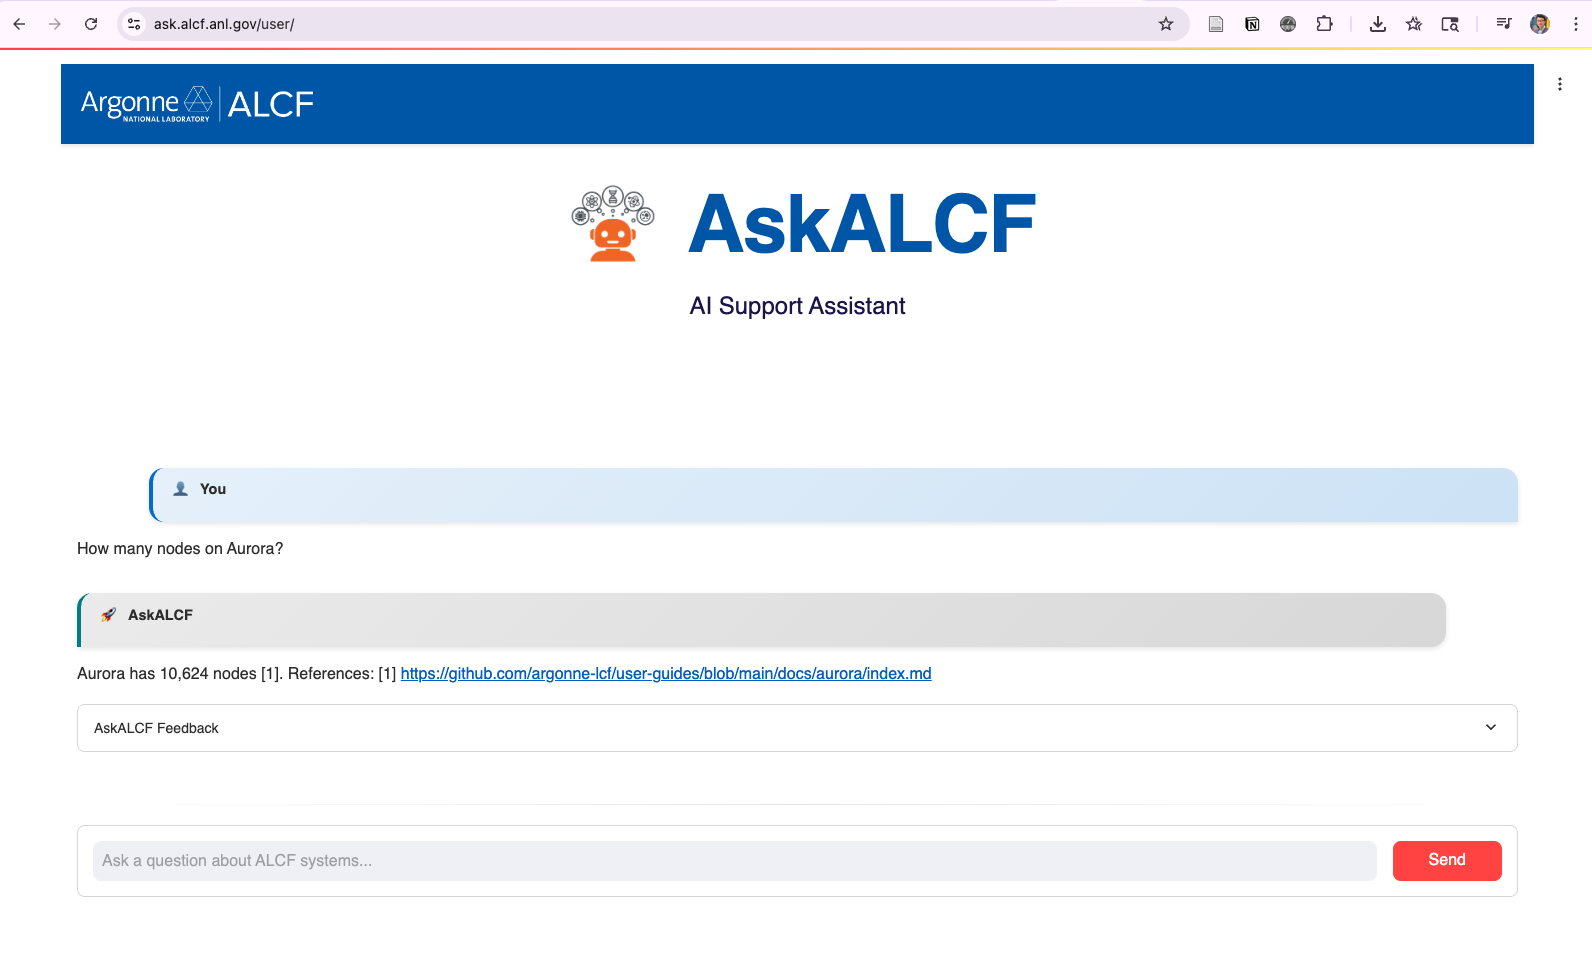 ask.alcf.anl.gov/user/
Argonne
NATIONAL LABORATORY
ALCF
AskALCF
AI Support Assistant
You
How many nodes on Aurora?
AskALCF
Aurora has 10,624 nodes [1]. References: [1] https://github.com/argonne-lcf/user-guides/blob/main/docs/aurora/index.md
AskALCF Feedback
Ask a question about ALCF systems...
Send